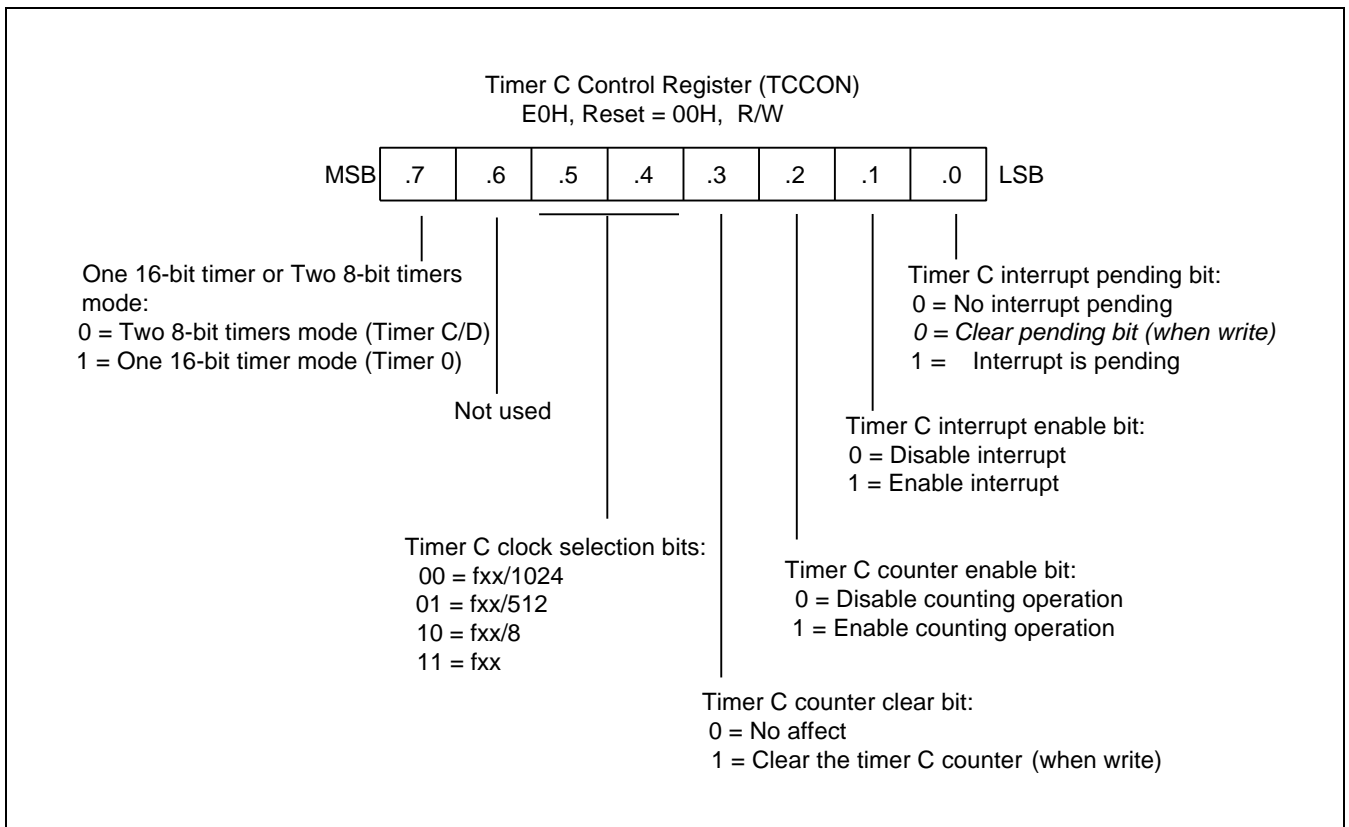 Timer C Control Register (TCCON)
E0H, Reset = 00H, R/W
MSB .7 .6 .5 .4 .3 .2 .1 .0 LSB
One 16-bit timer or Two 8-bit timers
mode:
0 = Two 8-bit timers mode (Timer C/D)
1 = One 16-bit timer mode (Timer 0)
Not used
Timer C clock selection bits:
00 = fxx/1024
01 = fxx/512
10 = fxx/8
11 = fxx
Timer C counter clear bit:
0 = No affect
1 = Clear the timer C counter (when write)
Timer C counter enable bit:
0 = Disable counting operation
1 = Enable counting operation
Timer C interrupt enable bit:
0 = Disable interrupt
1 = Enable interrupt
Timer C interrupt pending bit:
0 = No interrupt pending
0 = Clear pending bit (when write)
1 = Interrupt is pending